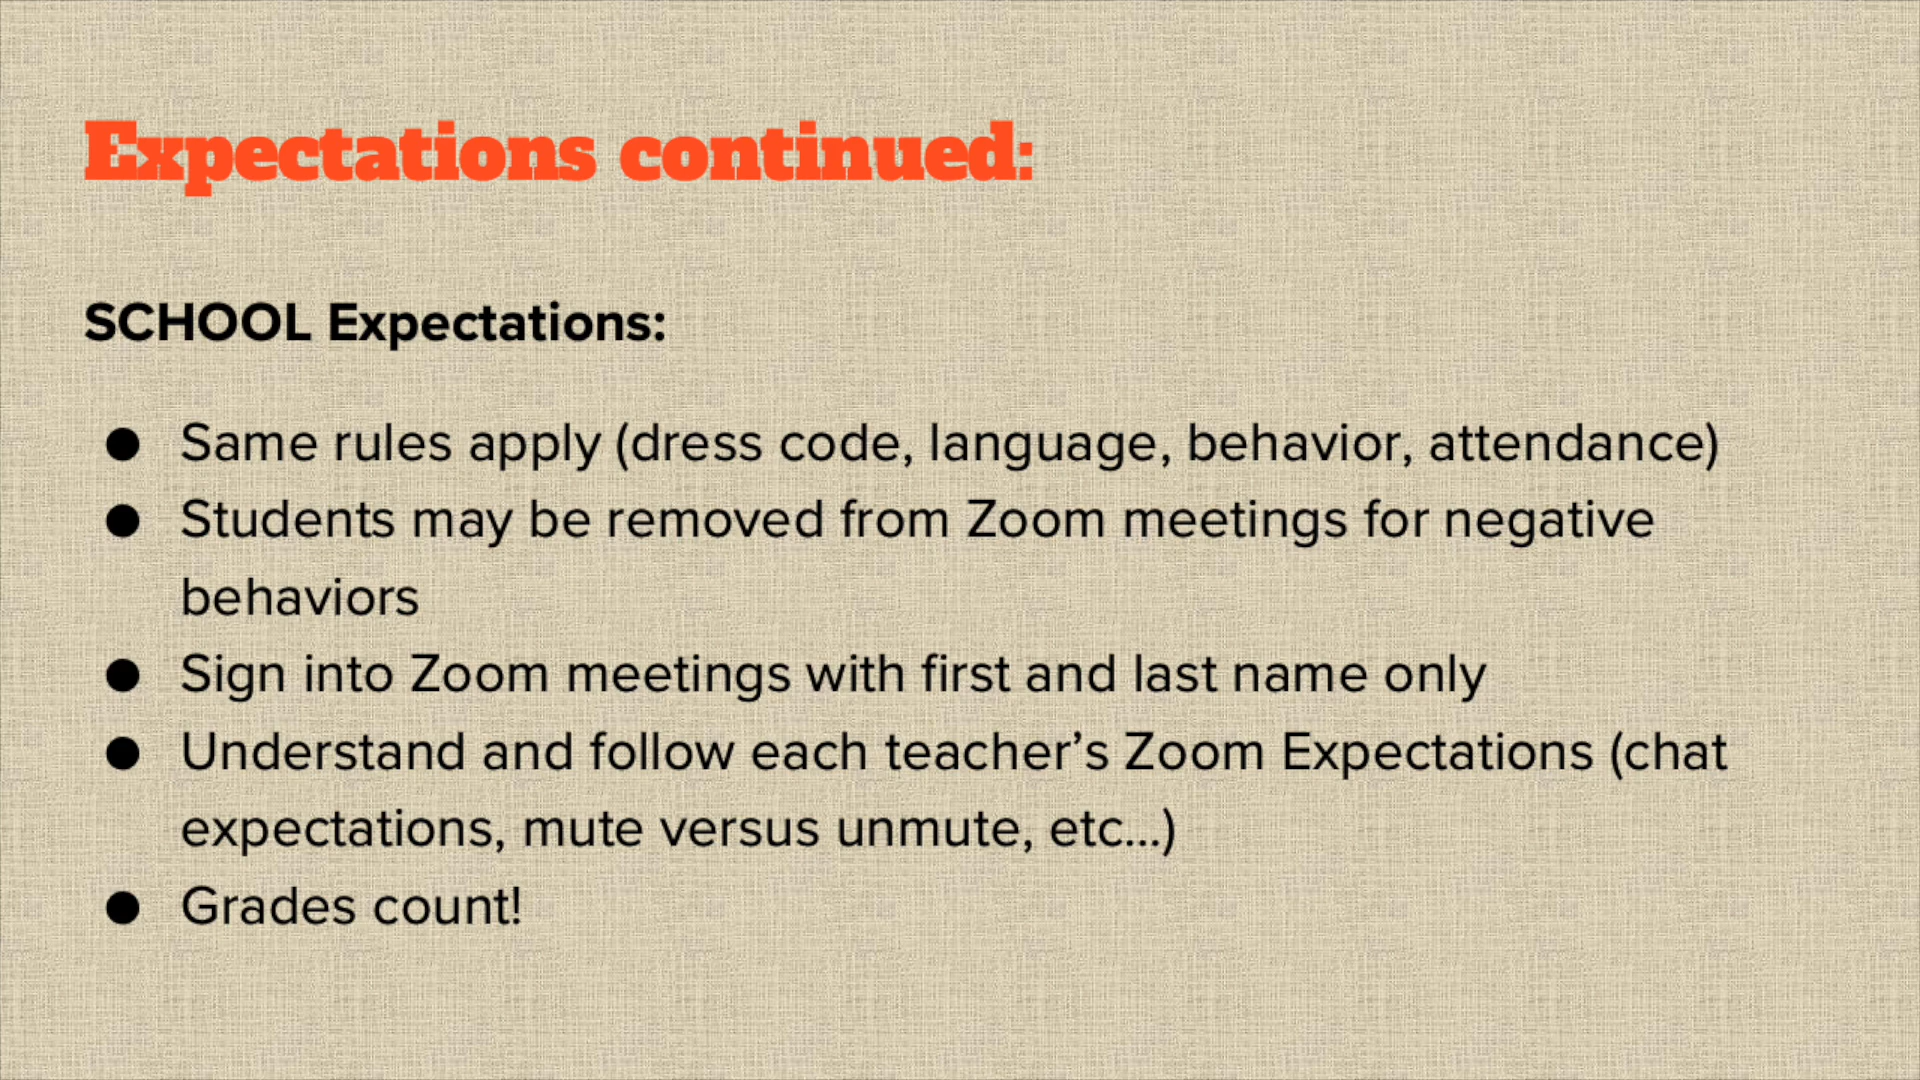 Expectations continued:
SCHOOL Expectations:
● Same rules apply (dress code, language, behavior, attendance)
● Students may be removed from Zoom meetings for negative
behaviors
● Sign into Zoom meetings with first and last name only
● Understand and follow each teacher’s Zoom Expectations (chat
expectations, mute versus unmute, etc...)
● Grades count!